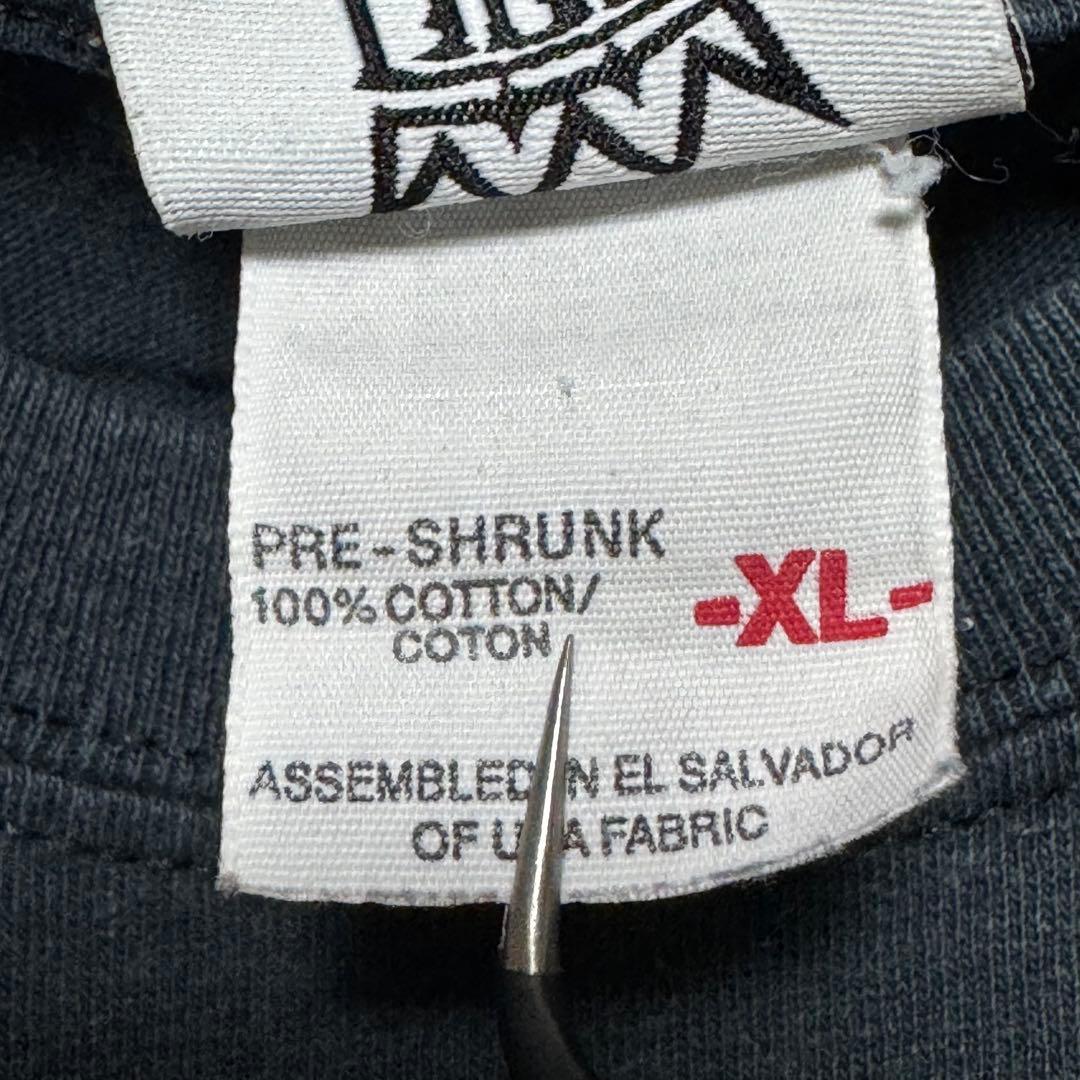 PRE-SHRUNK
100% COTTON/
COTON
-XL-
ASSEMBLED IN EL SALVADOR
OF USA FABRIC